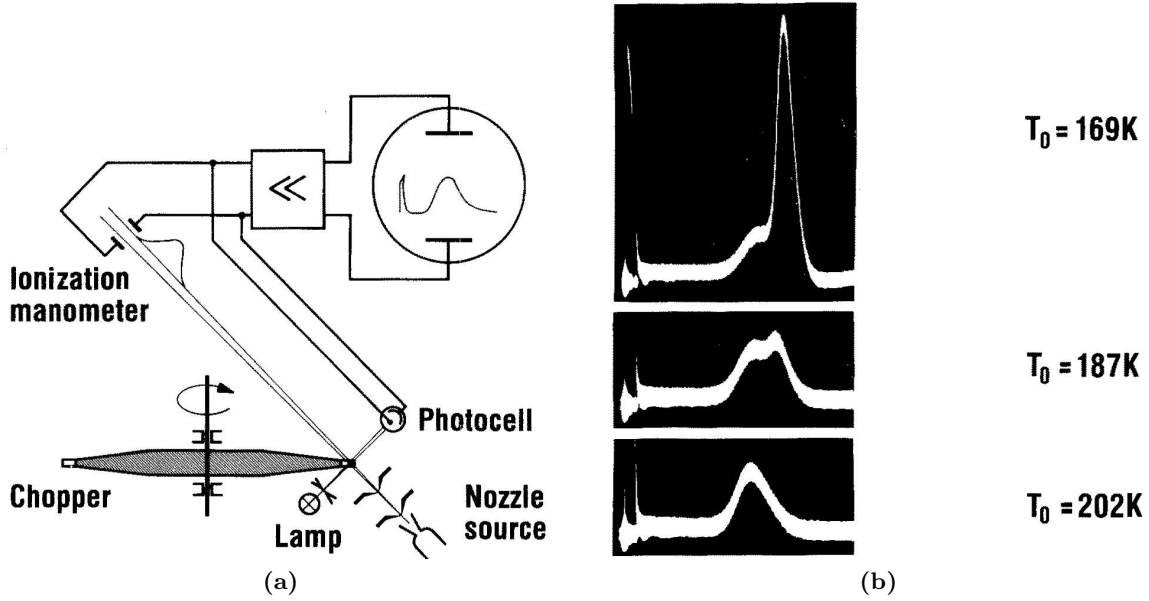 Ionization
manometer
Photocell
Chopper
Lamp
Nozzle
source
(a)
T₀ = 169K
T₀ = 187K
T₀ = 202K
(b)